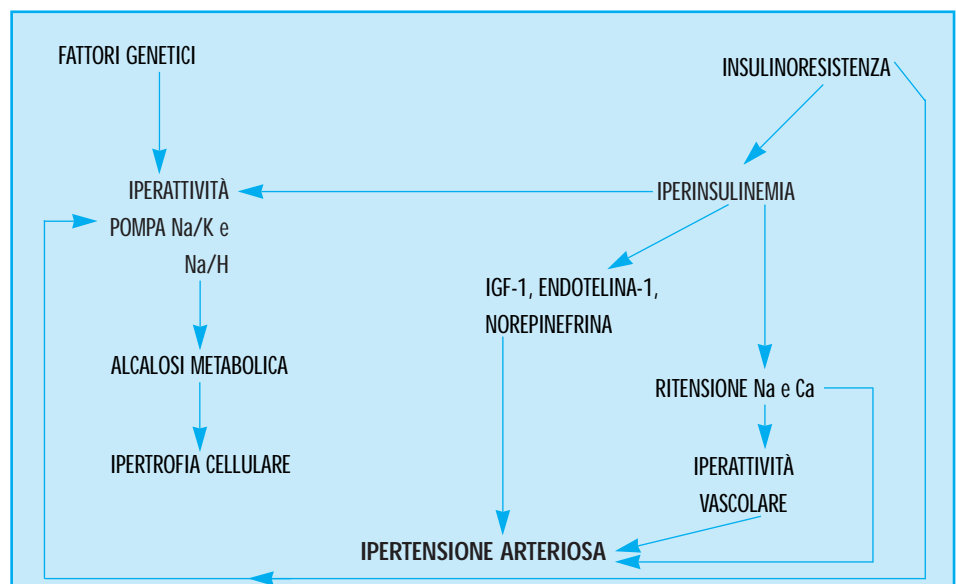 FATTORI GENETICI
INSULINORESISTENZA
IPERATTIVITÀ
POMPA Na/K e
Na/H
IPERINSULINEMIA
IGF-1, ENDOTELINA-1,
NOREPINEFRINA
ALCALOSI METABOLICA
RITENSIONE Na e Ca
IPERTROFIA CELLULARE
IPERATTIVITÀ
VASCOLARE
IPERTENSIONE ARTERIOSA